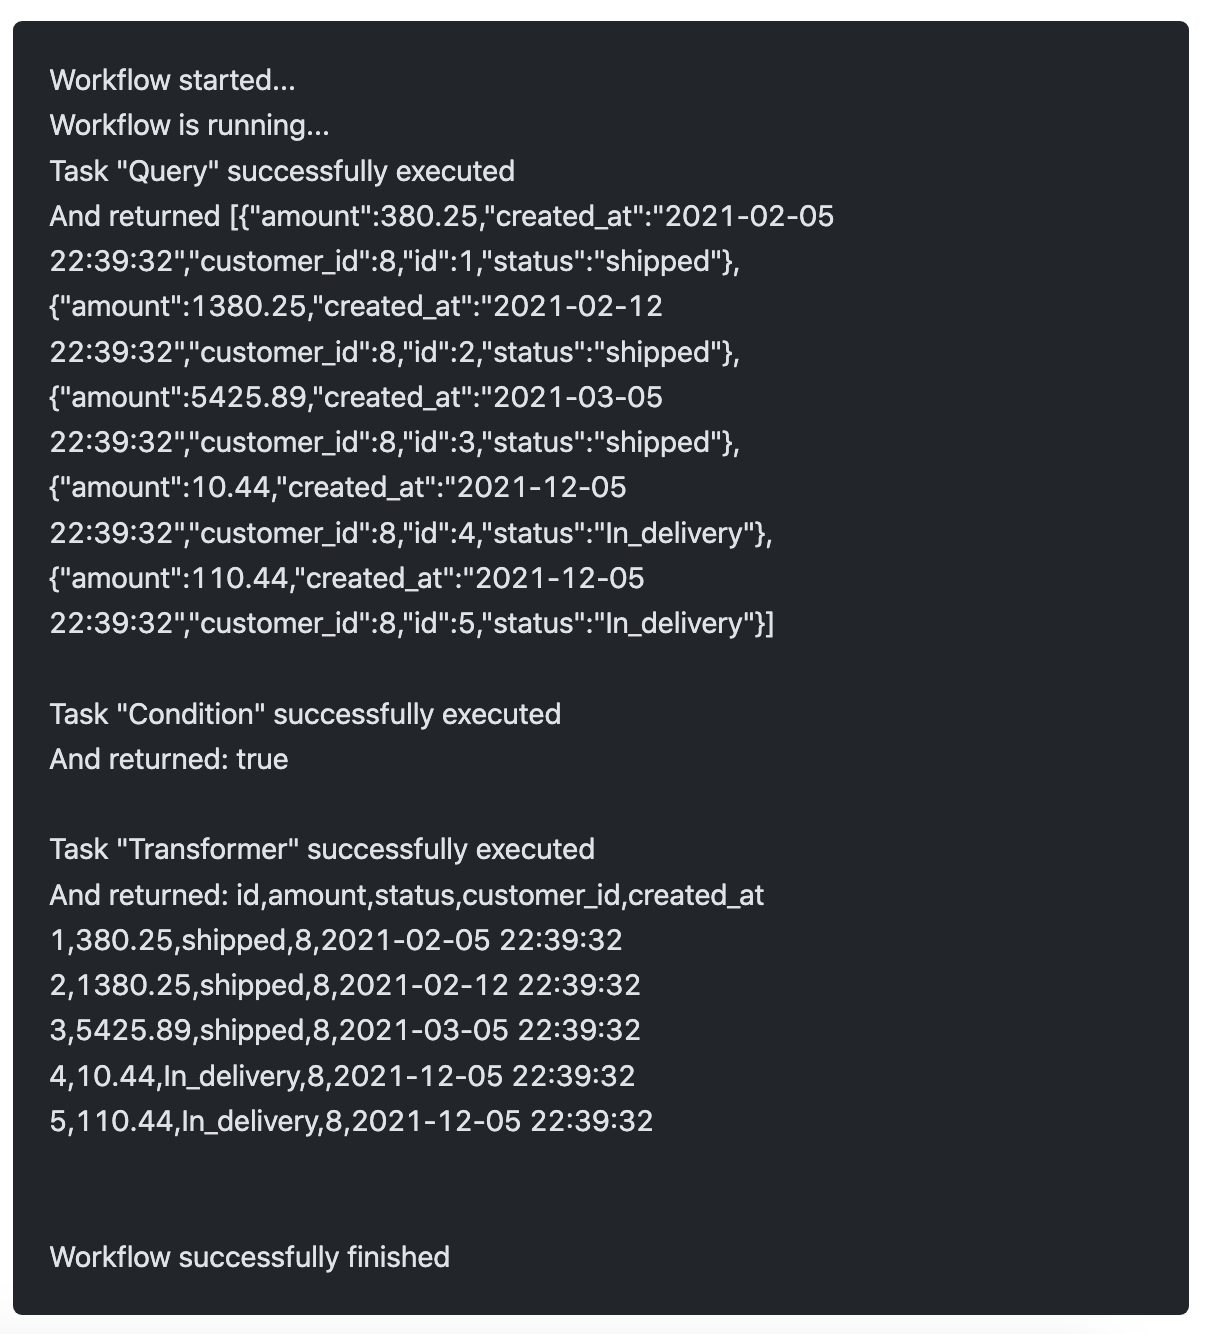 Workflow started...
Workflow is running...
Task "Query" successfully executed
And returned [{"amount":380.25,"created_at":"2021-02-05
22:39:32","customer_id":8,"id":1,"status":"shipped"},
{"amount":1380.25,"created_at":"2021-02-12
22:39:32","customer_id":8,"id":2,"status":"shipped"},
{"amount":5425.89,"created_at":"2021-03-05
22:39:32","customer_id":8,"id":3,"status":"shipped"},
{"amount":10.44,"created_at":"2021-12-05
22:39:32","customer_id":8,"id":4,"status":"In_delivery"},
{"amount":110.44,"created_at":"2021-12-05
22:39:32","customer_id":8,"id":5,"status":"In_delivery"}]
Task "Condition" successfully executed
And returned: true
Task "Transformer" successfully executed
And returned: id,amount,status,customer_id,created_at
1,380.25,shipped,8,2021-02-05 22:39:32
2,1380.25,shipped,8,2021-02-12 22:39:32
3,5425.89,shipped,8,2021-03-05 22:39:32
4,10.44,In_delivery,8,2021-12-05 22:39:32
5,110.44,In_delivery,8,2021-12-05 22:39:32
Workflow successfully finished